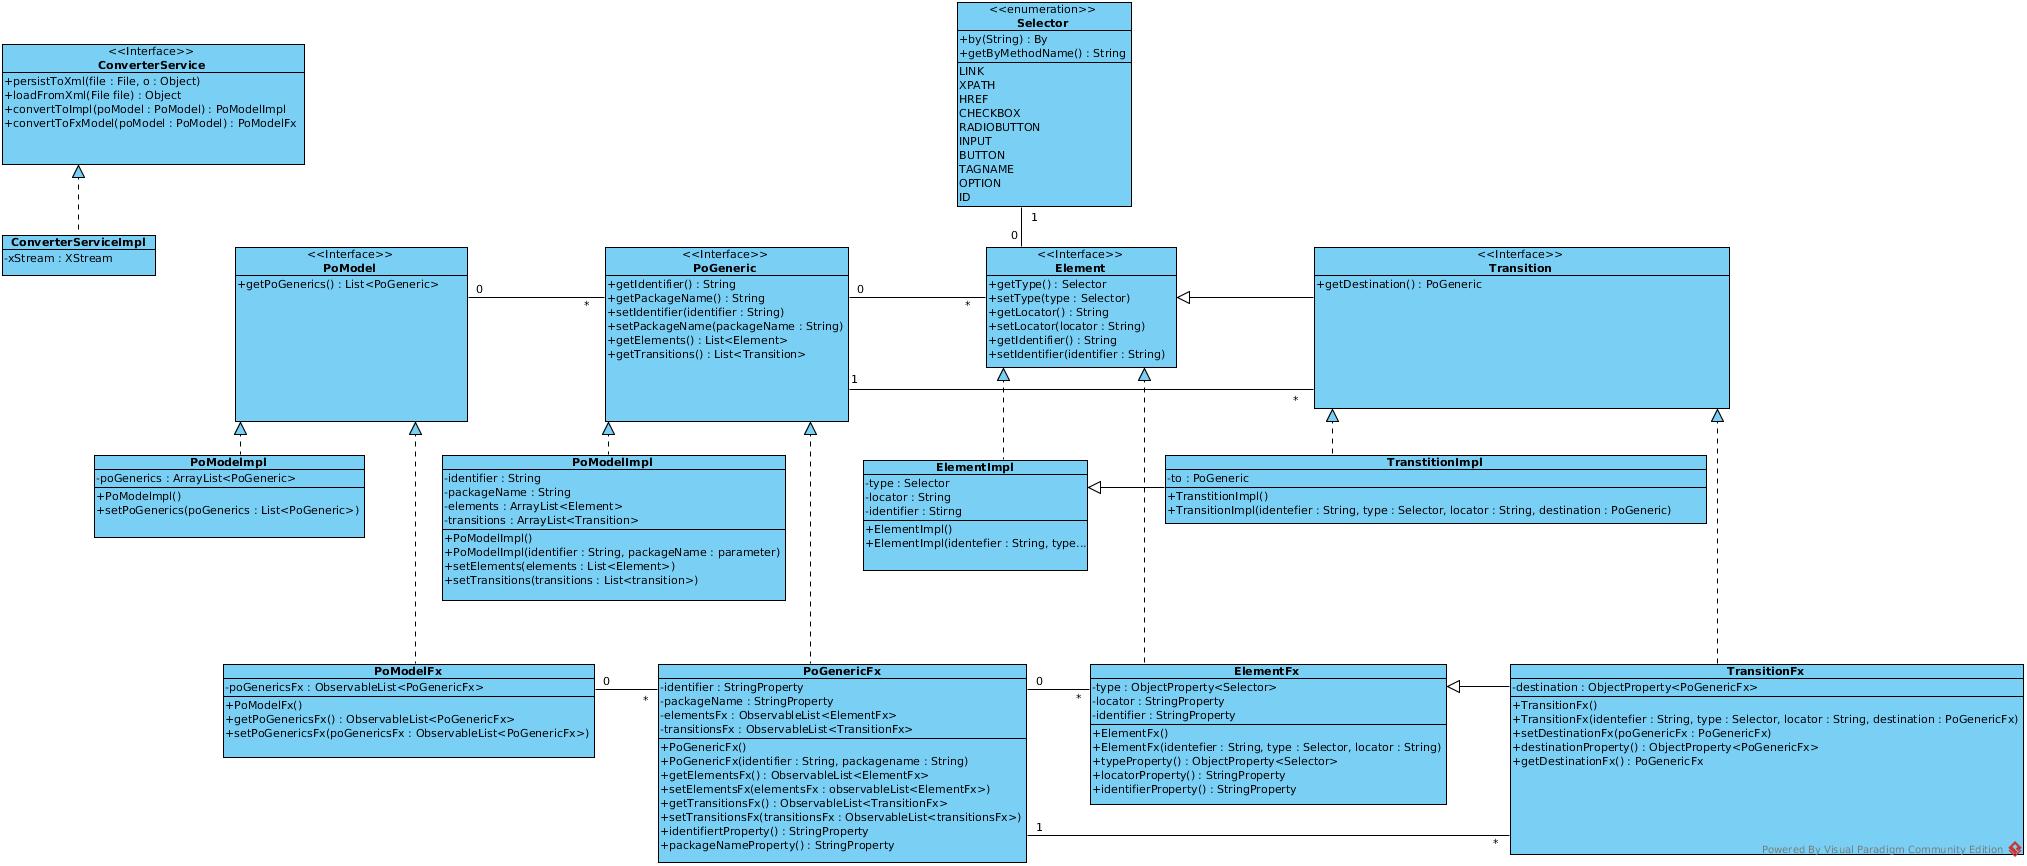 <<enumeration>>
Selector
+by(String) : By
+getByMethodName() : String
LINK
XPATH
HREF
CHECKBOX
RADIOBUTTON
INPUT
BUTTON
TAGNAME
OPTION
ID
<<Interface>>
ConverterService
+persistToXml(file : File, o : Object)
+loadFromXml(File file) : Object
+convertToImpl(poModel : PoModel) : PoModelImpl
+convertToFxModel(poModel : PoModel) : PoModelFx
ConverterServiceImpl
-xStream : XStream
1
0
<<Interface>>
PoModel
+getPoGenerics() : List<PoGeneric>
0
*
<<Interface>>
PoGeneric
+getIdentifier() : String
+getPackageName() : String
+setIdentifier(identifier : String)
+setPackageName(packageName : String)
+getElements() : List<Element>
+getTransitions() : List<Transition>
0
*
1
*
<<Interface>>
Element
+getType() : Selector
+setType(type : Selector)
+getLocator() : String
+setLocator(locator : String)
+getIdentifier() : String
+setIdentifier(identifier : String)
<<Interface>>
Transition
+getDestination() : PoGeneric
PoModelmpl
-poGenerics : ArrayList<PoGeneric>
+PoModelmpl()
+setPoGenerics(poGenerics : List<PoGeneric>)
PoModelImpl
-identifier : String
-packageName : String
-elements : ArrayList<Element>
-transitions : ArrayList<Transition>
+PoModelImpl()
+PoModelImpl(identifier : String, packageName : parameter)
+setElements(elements : List<Element>)
+setTransitions(transitions : List<transition>)
ElementImpl
-type : Selector
-locator : String
-identifier : Stirng
+ElementImpl()
+ElementImpl(identefier : String, type...
TranstitionImpl
-to : PoGeneric
+TranstitionImpl()
+TransitionImpl(identefier : String, type : Selector, locator : String, destination : PoGeneric)
PoModelFx
-poGenericsFx : ObservableList<PoGenericFx>
+PoModelFx()
+getPoGenericsFx() : ObservableList<PoGenericFx>
+setPoGenericsFx(poGenericsFx : ObservableList<PoGenericFx>)
0
*
PoGenericFx
-identifier : StringProperty
-packageName : StringProperty
-elementsFx : ObservableList<ElementFx>
-transitionsFx : ObservableList<TransitionFx>
+PoGenericFx()
+PoGenericFx(identifier : String, packagename : String)
+getElementsFx() : ObservableList<ElementFx>
+setElementsFx(elementsFx : observableList<ElementFx>)
+getTransitionsFx() : ObservableList<TransitionFx>
+setTransitionsFx(transitionsFx : ObservableList<transitionsFx>)
+identifiertProperty() : StringProperty
+packageNameProperty() : StringProperty
0
*
1
*
ElementFx
-type : ObjectProperty<Selector>
-locator : StringProperty
-identifier : StringProperty
+ElementFx()
+ElementFx(identefier : String, type : Selector, locator : String)
+typeProperty() : ObjectProperty<Selector>
+locatorProperty() : StringProperty
+identifierProperty() : StringProperty
TransitionFx
-destination : ObjectProperty<PoGenericFx>
+TransitionFx()
+TransitionFx(identefier : String, type : Selector, locator : String, destination : PoGenericFx)
+setDestinationFx(poGenericFx : PoGenericFx)
+destinationProperty() : ObjectProperty<PoGenericFx>
+getDestinationFx() : PoGenericFx
Powered By Visual Paradigm Community Edition